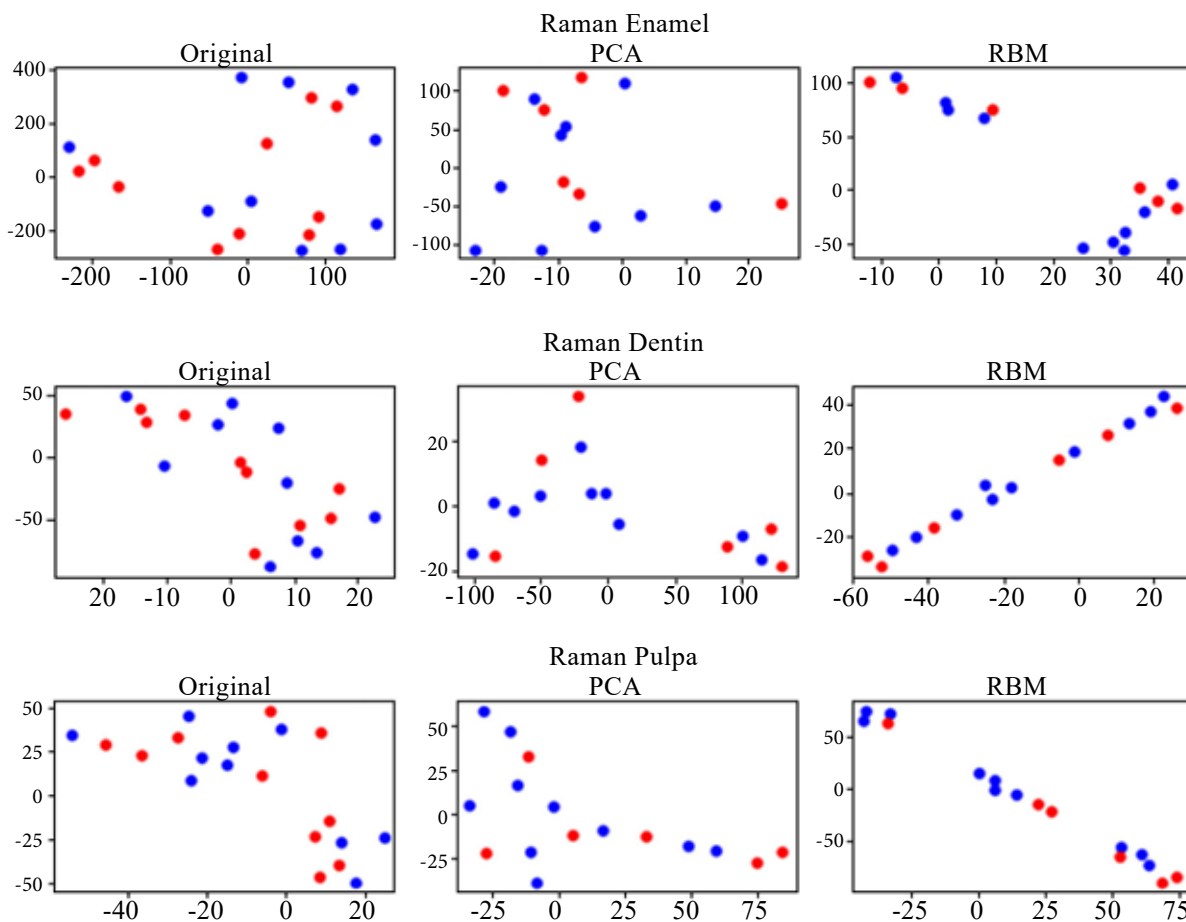 Raman Enamel
Original PCA RBM
400
200
0
-200
-200 -100 0 100
100
50
0
-50
-100
-20 -10 0 10 20
100
50
0
-50
-10 0 10 20 30 40
Raman Dentin
Original PCA RBM
50
0
-50
20 -10 0 10 20
20
0
-20
-100 -50 0 50 100
40
20
0
-20
-60 -40 -20 0 20
Raman Pulpa
Original PCA RBM
50
25
0
-25
-50
-40 -20 0 20
50
25
0
-25
-25 0 25 50 75
50
0
-50
-25 0 25 50 75